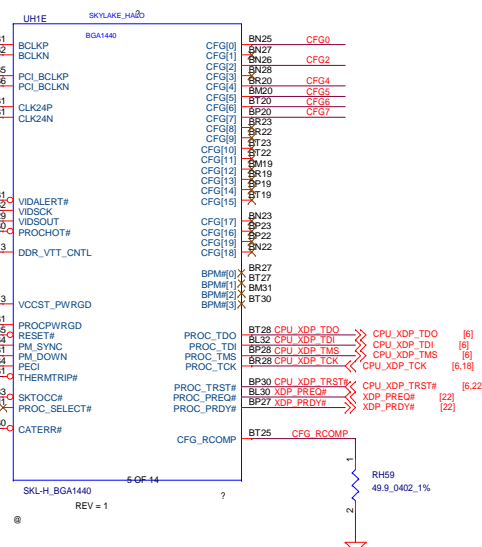 UH1E SKYLAKE_HALO ?
BGA1440
BCLKP CFG[0] BN25 CFG0
BCLKN CFG[1] BN27
CFG[2] BN26 CFG2
PCI_BCLKP CFG[3] BN28
PCI_BCLKN CFG[4] BR20 CFG4
CFG[5] BM20 CFG5
CLK24P CFG[6] BT20 CFG6
CLK24N CFG[7] BP20 CFG7
CFG[8] BR23
CFG[9] BR22
CFG[10] BT23
CFG[11] BT22
CFG[12] BM19
CFG[13] BR19
CFG[14] BP19
VIDALERT# CFG[15] BT19
VIDSCK
VIDSOUT CFG[17] BN23
PROCHOT# CFG[16] BP23
CFG[19] BP22
DDR_VTT_CNTL CFG[18] BN22
BPM#[0] BR27
BPM#[1] BT27
BPM#[2] BM31
VCCST_PWRGD BPM#[3] BT30
PROCPWRGD
RESET# PROC_TDO BT28 CPU_XDP_TDO CPU_XDP_TDO [6]
PM_SYNC PROC_TDI BL32 CPU_XDP_TDI CPU_XDP_TDI [6]
PM_DOWN PROC_TMS BP28 CPU_XDP_TMS CPU_XDP_TMS [6]
PECI PROC_TCK BR28 CPU_XDP_TCK CPU_XDP_TCK [6,18]
THERMTRIP#
PROC_TRST# BP30 CPU_XDP_TRST# CPU_XDP_TRST# [6,22
SKTOCC# PROC_PREQ# BL30 XDP_PREQ# XDP_PREQ# [22]
PROC_SELECT# PROC_PRDY# BP27 XDP_PRDY# XDP_PRDY# [22]
CATERR#
CFG_RCOMP BT25 CFG_RCOMP
1
RH59
49.9_0402_1%
2
5 OF 14
SKL-H_BGA1440 ?
REV = 1
@